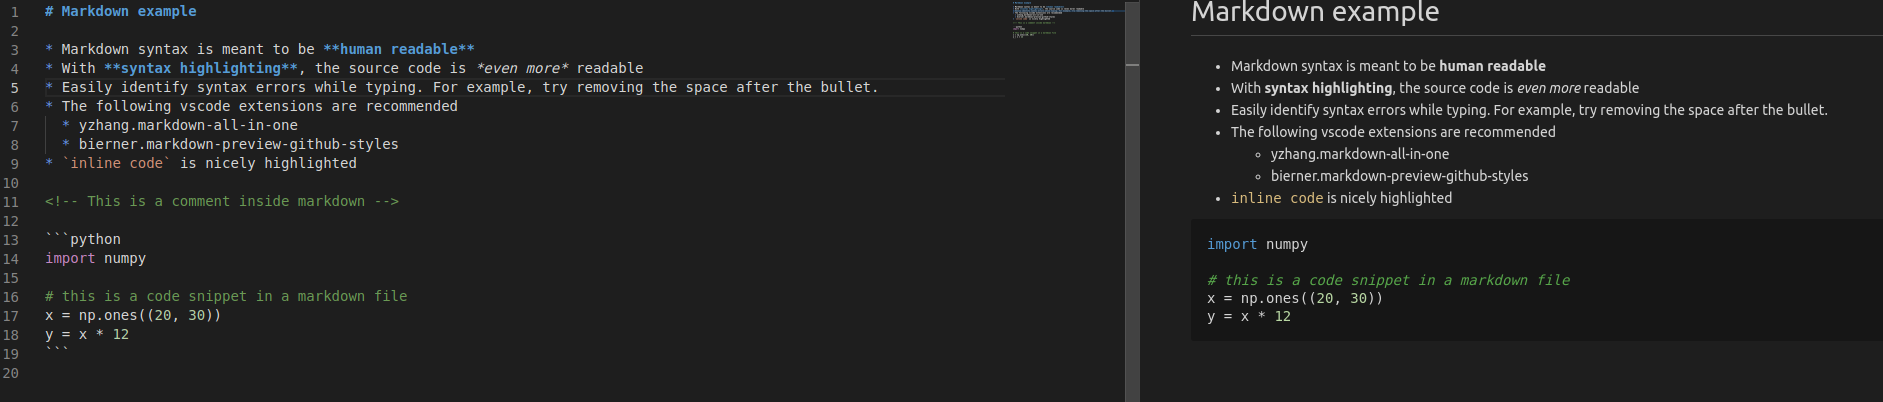 1 # Markdown example
2
3 * Markdown syntax is meant to be **human readable**
4 * With **syntax highlighting**, the source code is *even more* readable
5 * Easily identify syntax errors while typing. For example, try removing the space after the bullet.
6 * The following vscode extensions are recommended
7   * yzhang.markdown-all-in-one
8   * bierner.markdown-preview-github-styles
9 * `inline code` is nicely highlighted
10
11 <!-- This is a comment inside markdown -->
12
13 ```python
14 import numpy
15
16 # this is a code snippet in a markdown file
17 x = np.ones((20, 30))
18 y = x * 12
19 ```
20
Markdown example
• Markdown syntax is meant to be human readable
• With syntax highlighting, the source code is even more readable
• Easily identify syntax errors while typing. For example, try removing the space after the bullet.
• The following vscode extensions are recommended
◦ yzhang.markdown-all-in-one
◦ bierner.markdown-preview-github-styles
• inline code is nicely highlighted
import numpy
# this is a code snippet in a markdown file
x = np.ones((20, 30))
y = x * 12